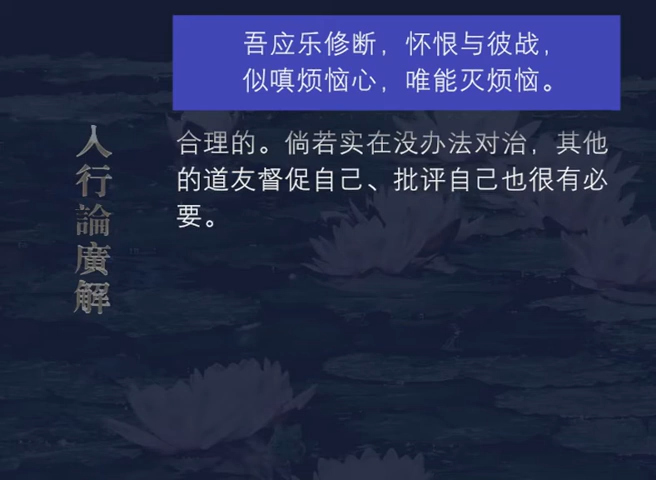 吾应乐修断，怀恨与彼战，
似嗔烦恼心，唯能灭烦恼。
合理的。倘若实在没办法对治，其他
的道友督促自己、批评自己也很有必
要。
入行論廣解